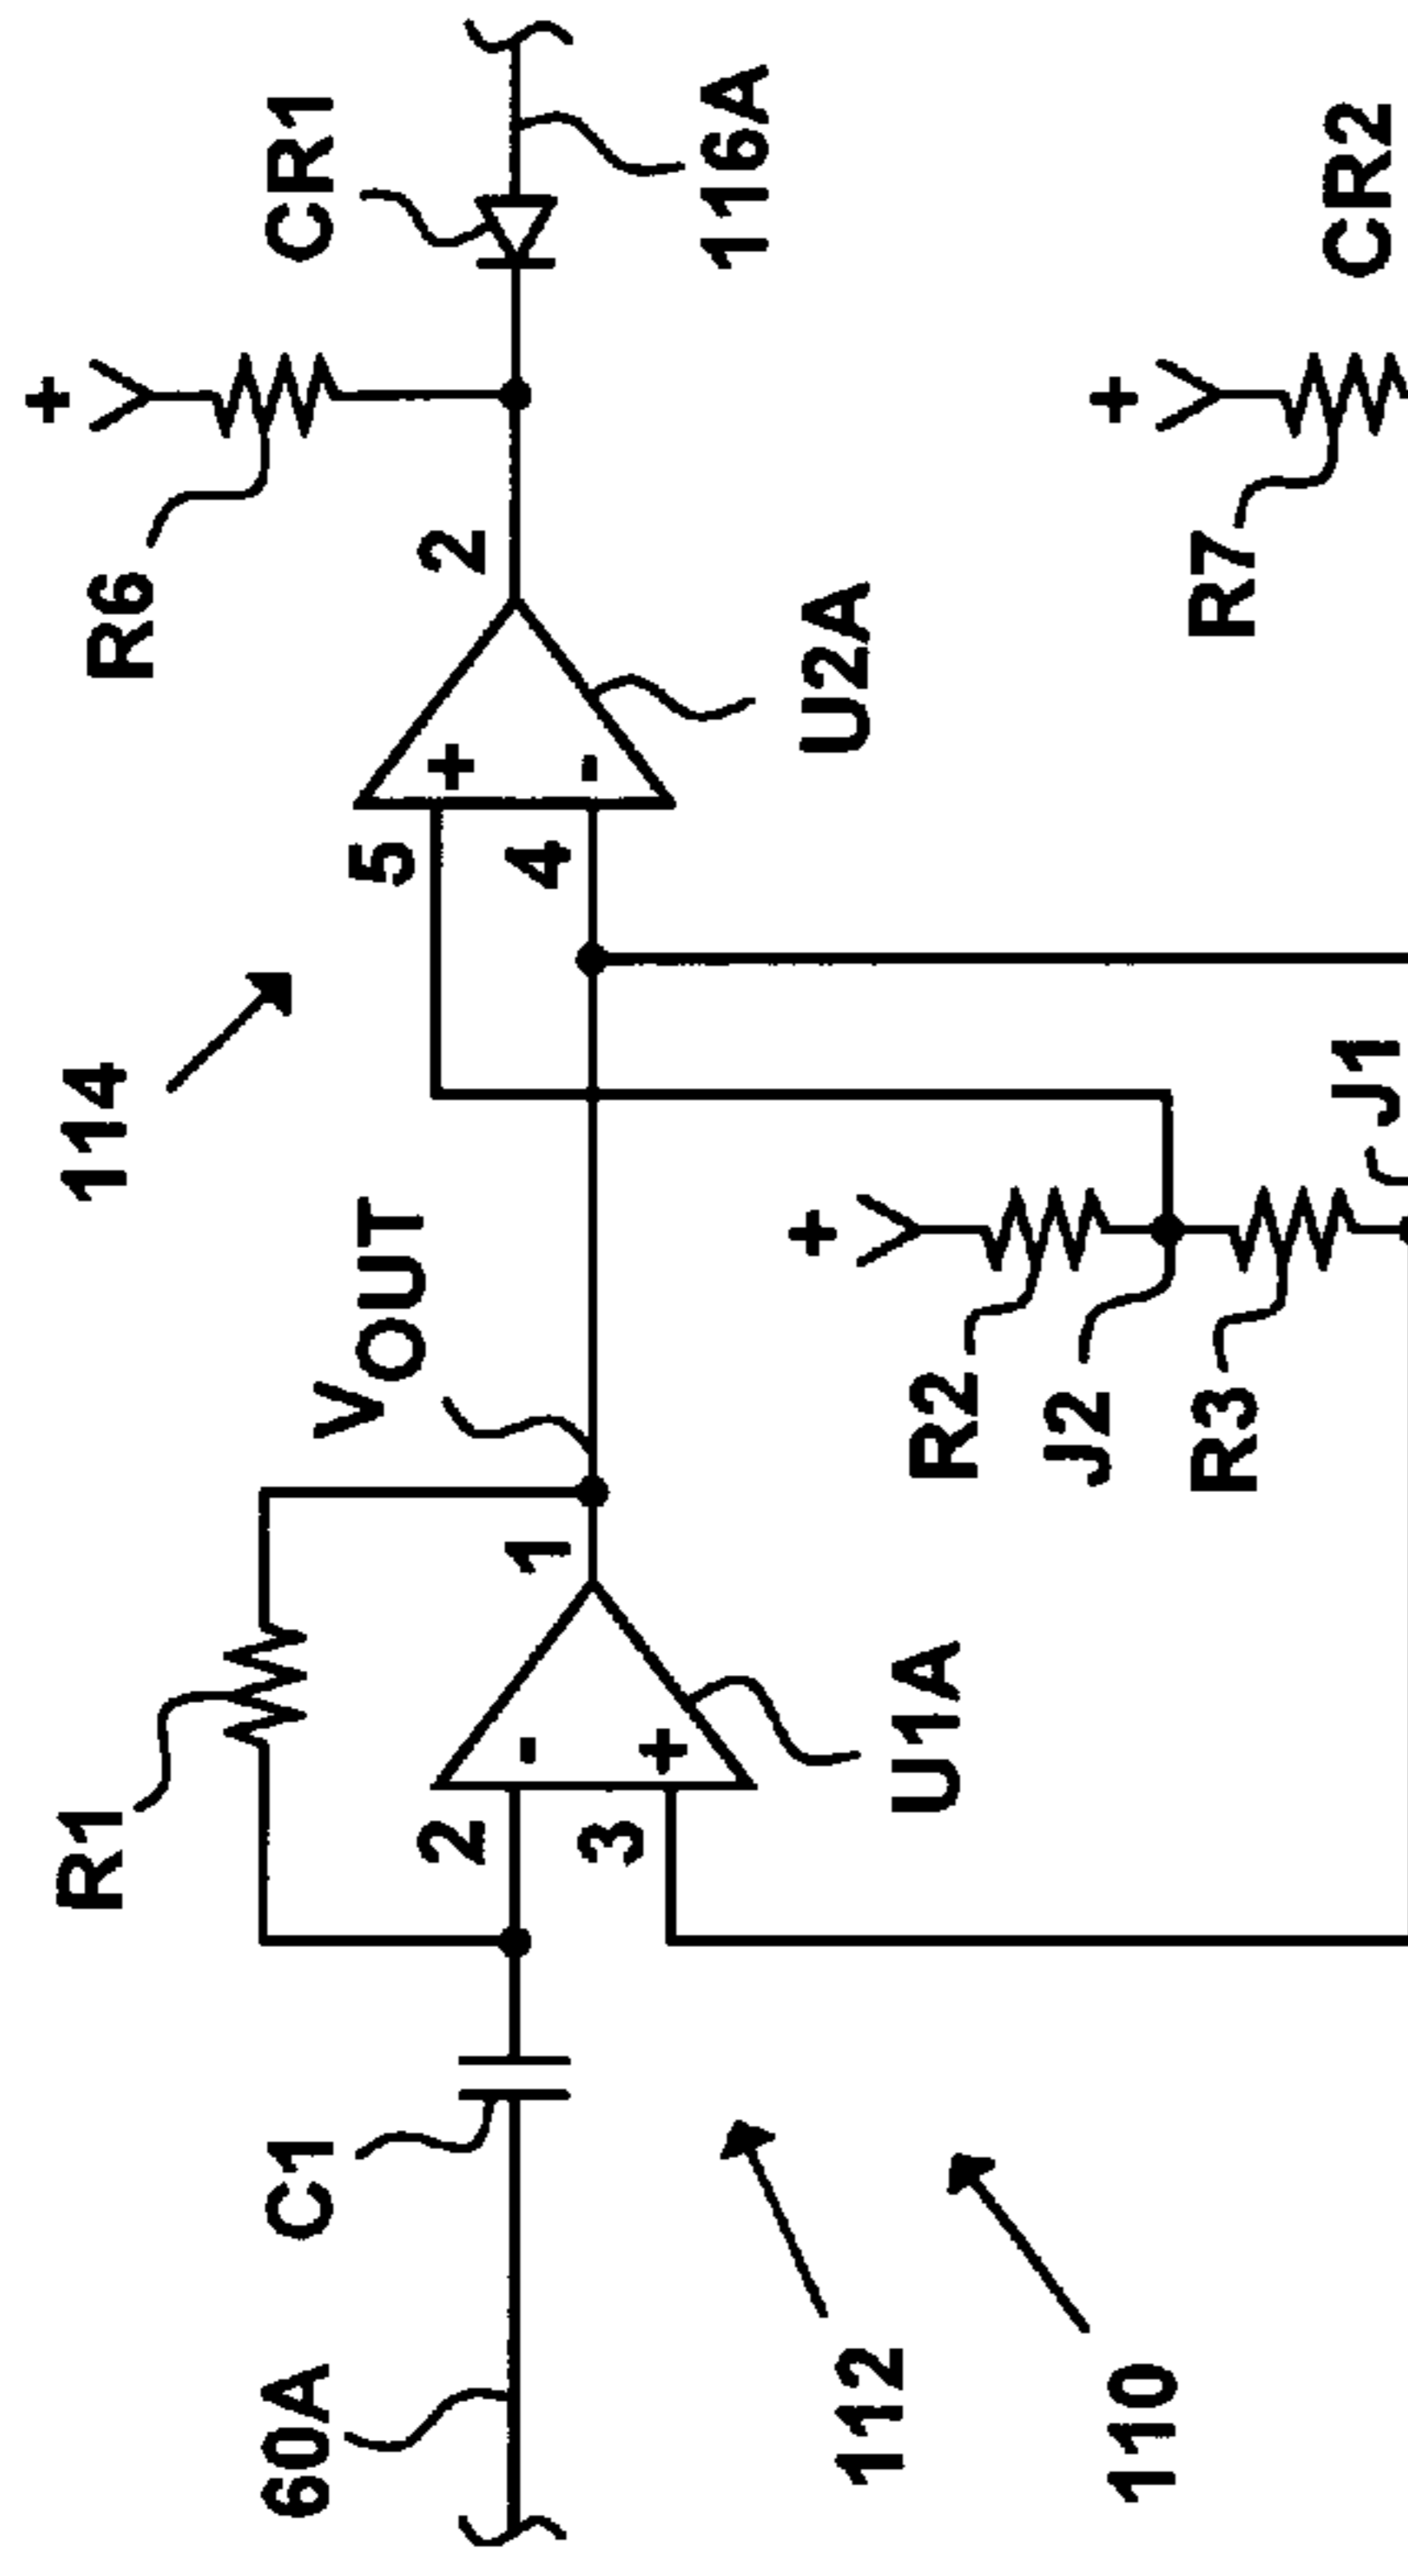 114
R6
+
CR1
R1
VOUT
5
+
2
116A
C1
2
-
1
4
-
U2A
60A
3
+
U1A
R2
+
112
J2
R3
J1
R7
+
CR2
110